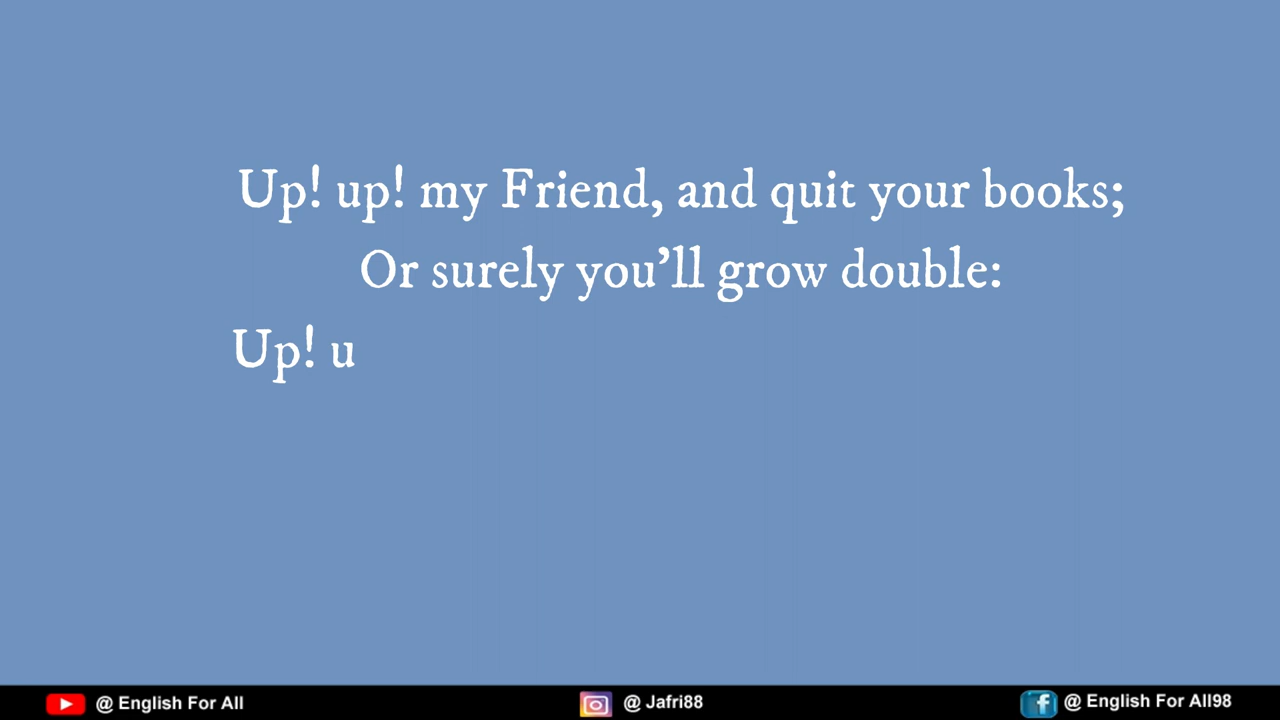 Up! up! my Friend, and quit your books;
Or surely you’ll grow double:
Up! u
@ English For All
@ Jafri88
@ English For All98